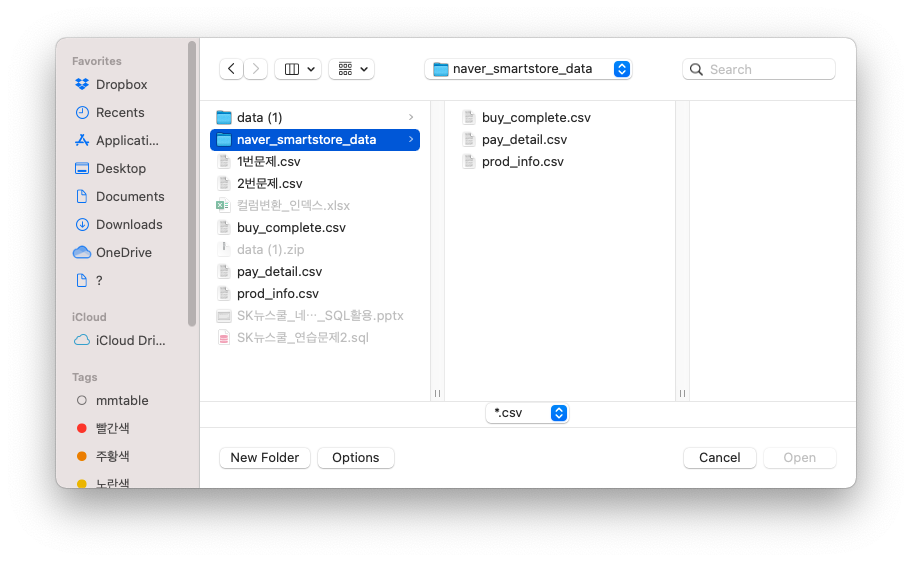 Favorites
Dropbox
Recents
Applicati...
Desktop
Documents
Downloads
OneDrive
?
iCloud
iCloud Dri...
Tags
mmtable
빨간색
주황색
노란색
naver_smartstore_data
Search
data (1)
naver_smartstore_data
1번문제.csv
2번문제.csv
컬럼변환_인덱스.xlsx
buy_complete.csv
data (1).zip
pay_detail.csv
prod_info.csv
SK뉴스쿨_네…_SQL활용.pptx
SK뉴스쿨_연습문제2.sql
buy_complete.csv
pay_detail.csv
prod_info.csv
*.csv
New Folder
Options
Cancel
Open